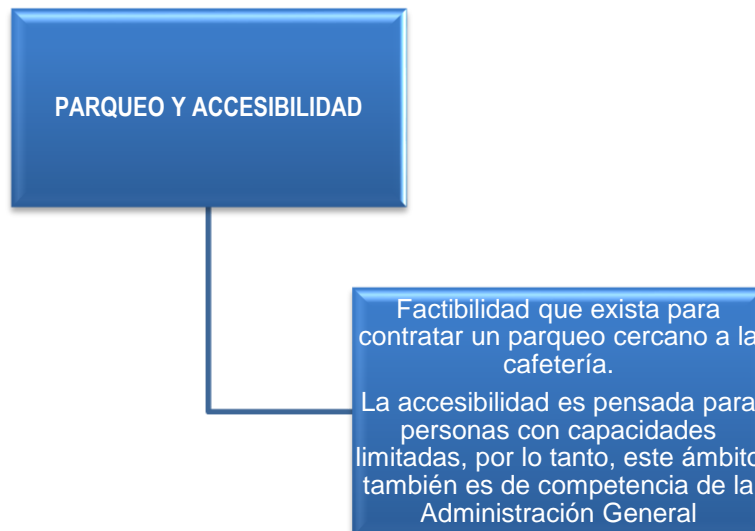 PARQUEO Y ACCESIBILIDAD
Factibilidad que exista para
contratar un parqueo cercano a la
cafetería.
La accesibilidad es pensada para
personas con capacidades
limitadas, por lo tanto, este ámbito
también es de competencia de la
Administración General